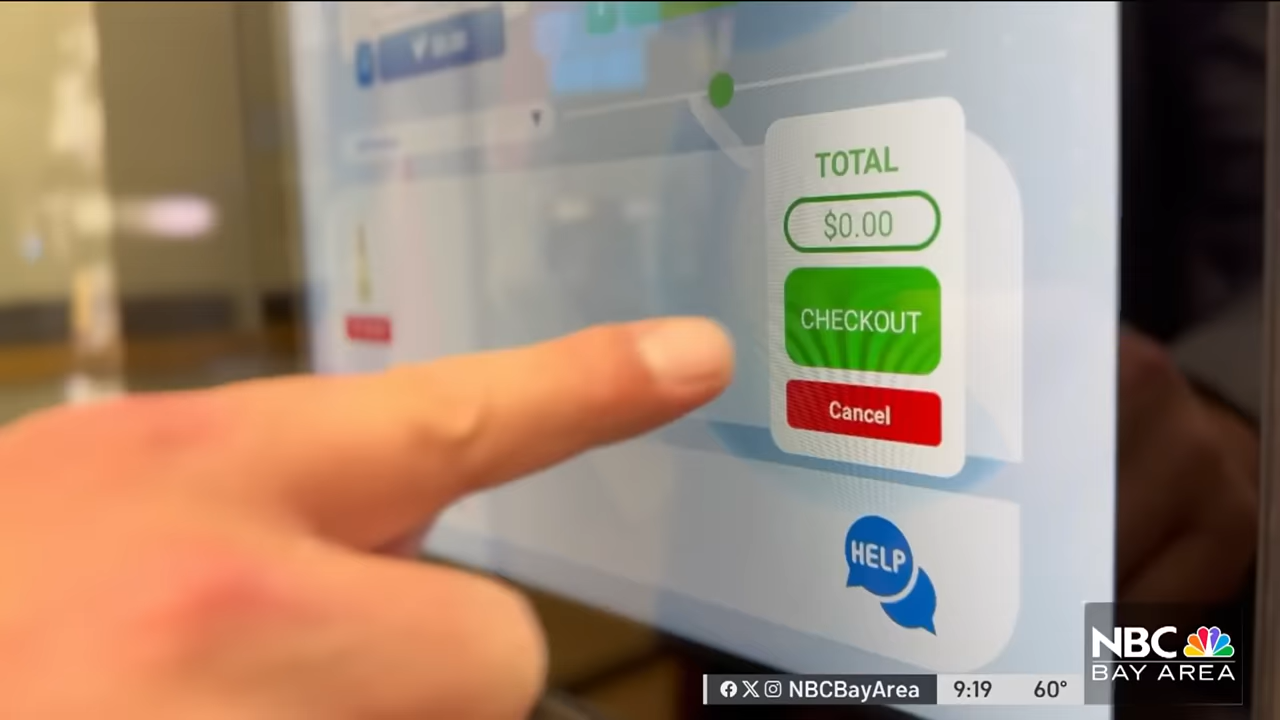 TOTAL
$0.00
CHECKOUT
Cancel
HELP
NBC
BAY AREA
NBCBayArea 9:19 60°